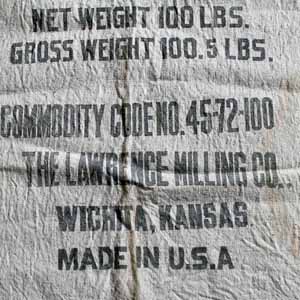 NET WEIGHT 100 LBS.
GROSS WEIGHT 100.5 LBS.
COMMODITY CODE NO. 45-72-100
THE LAWRENCE MILLING CO..
WICHITA, KANSAS.
MADE IN U.S.A